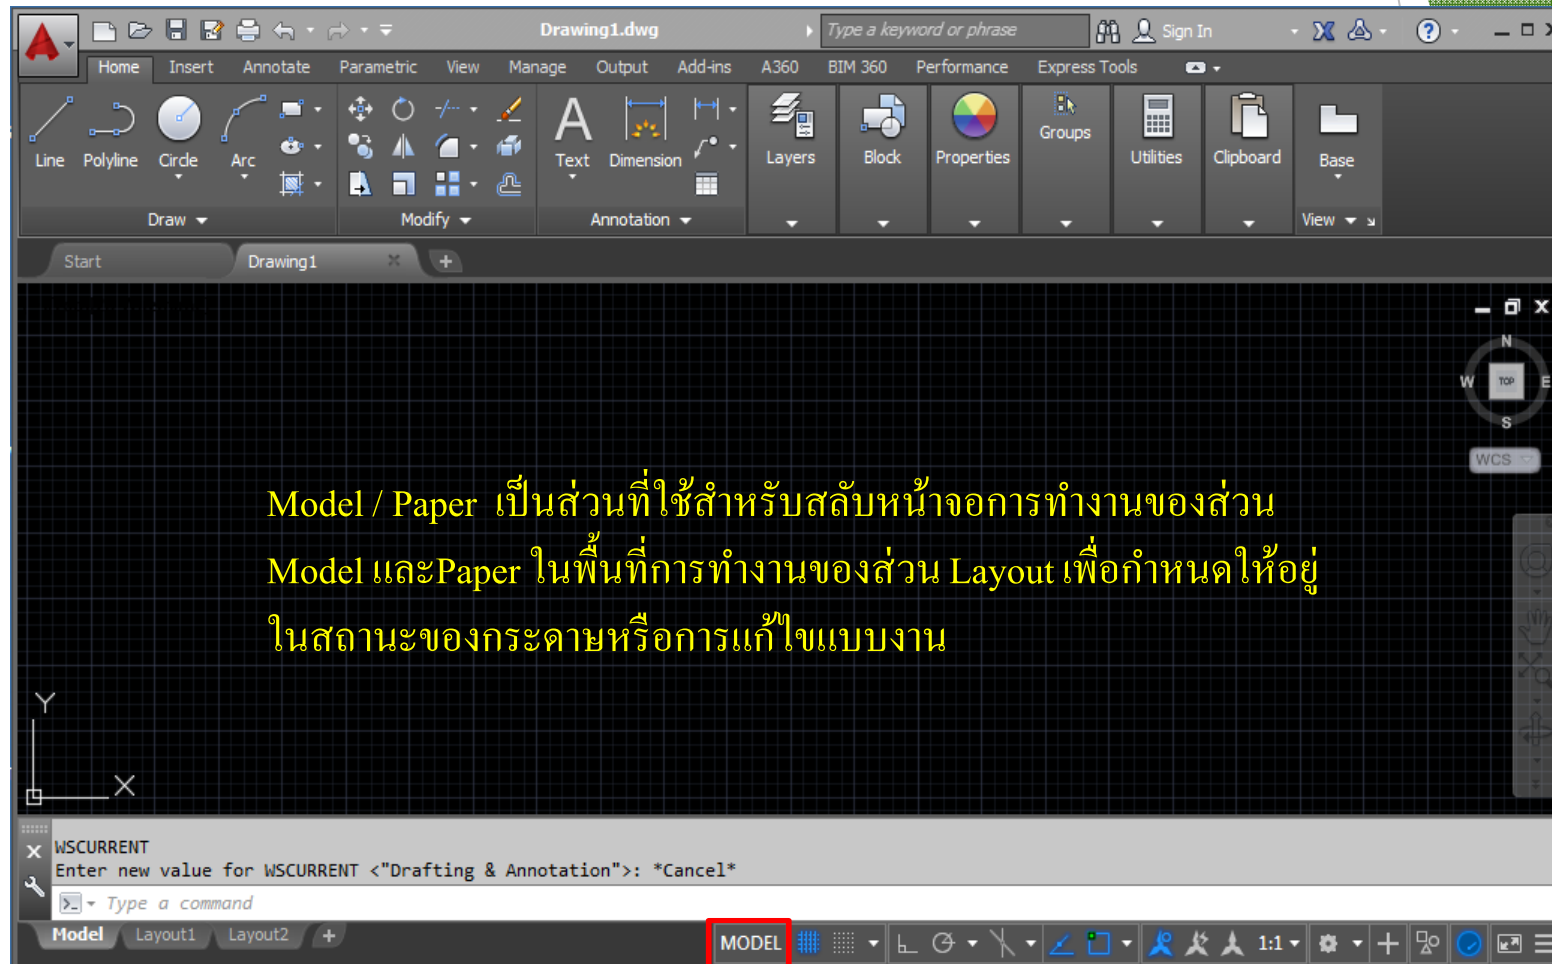 Drawing1.dwg
Type a keyword or phrase
Sign In
Home Insert Annotate Parametric View Manage Output Add-ins A360 BIM 360 Performance Express Tools
Line Polyline Circle Arc Text Dimension Layers Block Properties Groups Utilities Clipboard Base
Draw Modify Annotation View
Start Drawing1
N
W TOP E
S
WCS
Model / Paper เป็นส่วนที่ใช้สำหรับสลับหน้าจอการทำงานของส่วน
Model และPaper ในพื้นที่การทำงานของส่วน Layout เพื่อกำหนดให้อยู่
ในสถานะของกระดาษหรือการแก้ไขแบบงาน
Y
X
WSCURRENT
Enter new value for WSCURRENT <"Drafting & Annotation">: *Cancel*
Type a command
Model Layout1 Layout2 + MODEL 1:1